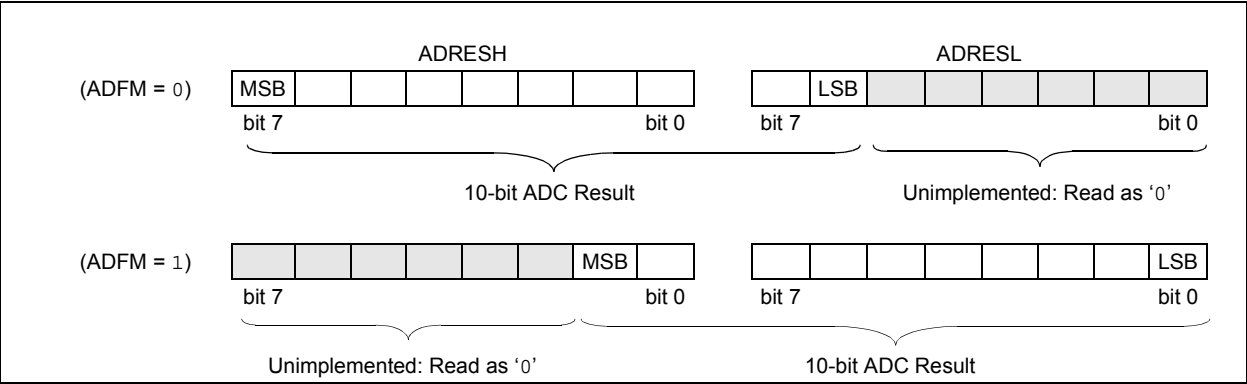 ADRESH ADRESL
(ADFM = 0) MSB LSB
bit 7 bit 0 bit 7 bit 0
10-bit ADC Result Unimplemented: Read as ‘0’
(ADFM = 1) MSB LSB
bit 7 bit 0 bit 7 bit 0
Unimplemented: Read as ‘0’ 10-bit ADC Result